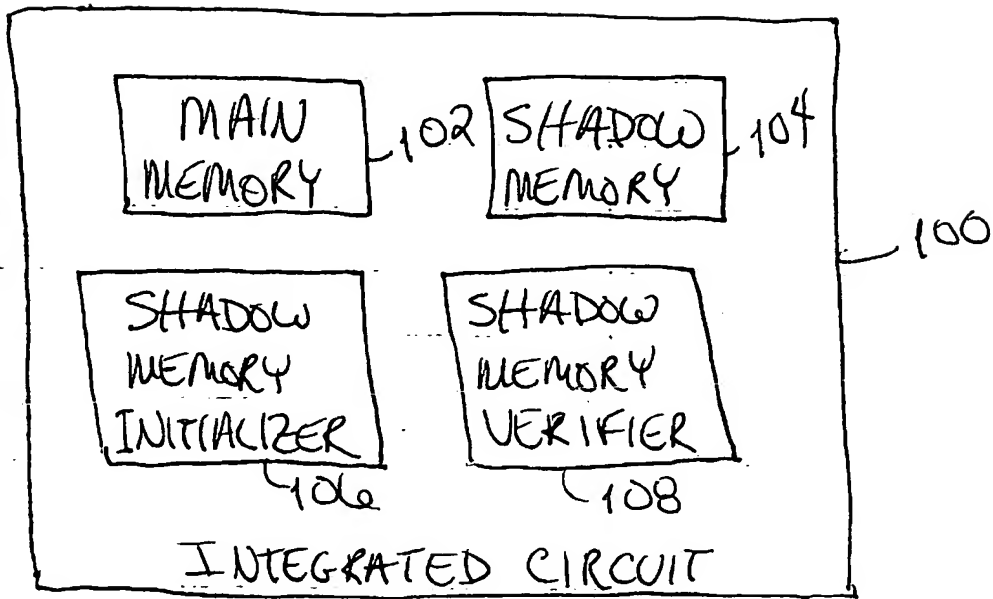 MAIN
MEMORY
102
SHADOW
MEMORY
104
100
SHADOW
MEMORY
INITIALIZER
106
SHADOW
MEMORY
VERIFIER
108
INTEGRATED CIRCUIT